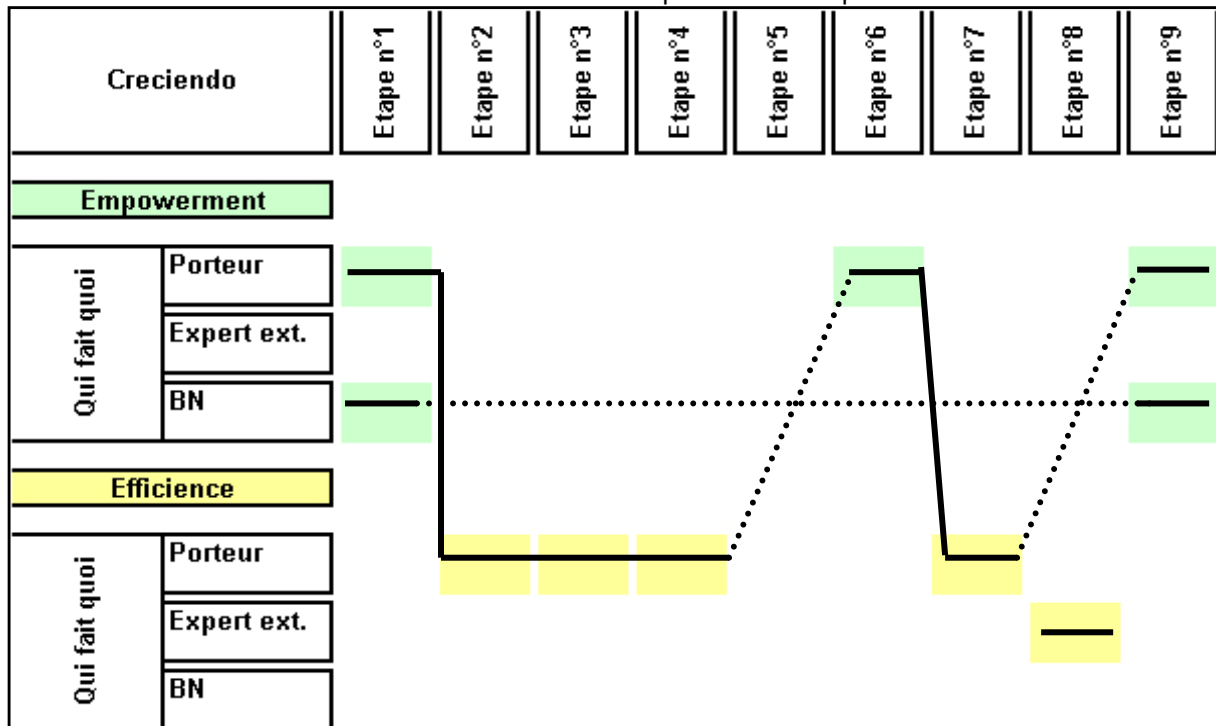 Creciendo
Etape n°1
Etape n°2
Etape n°3
Etape n°4
Etape n°5
Etape n°6
Etape n°7
Etape n°8
Etape n°9
Empowerment
Qui fait quoi
Porteur
Expert ext.
BN
Efficience
Qui fait quoi
Porteur
Expert ext.
BN